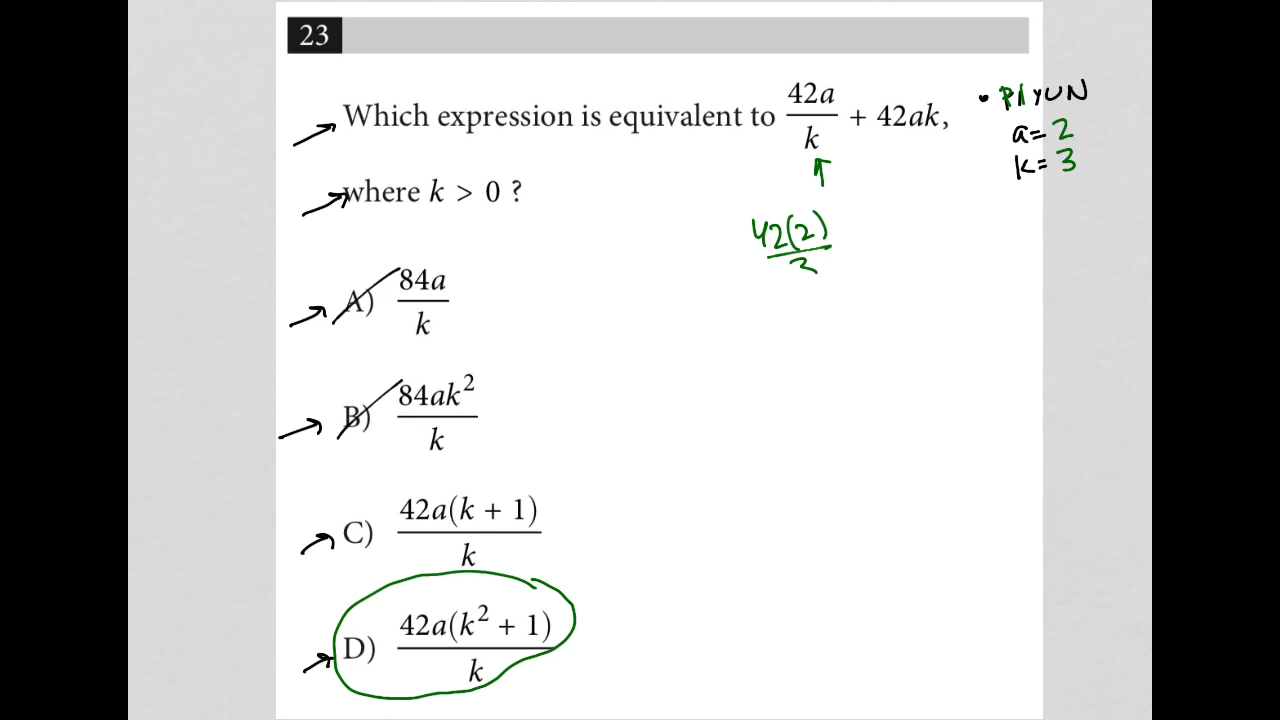 23
Which expression is equivalent to 42a/k + 42ak,
where k > 0 ?
• PIYUN
a= 2
k= 3
42(2)/3
A) 84a/k
B) 84ak²/k
C) 42a(k + 1)/k
D) 42a(k² + 1)/k